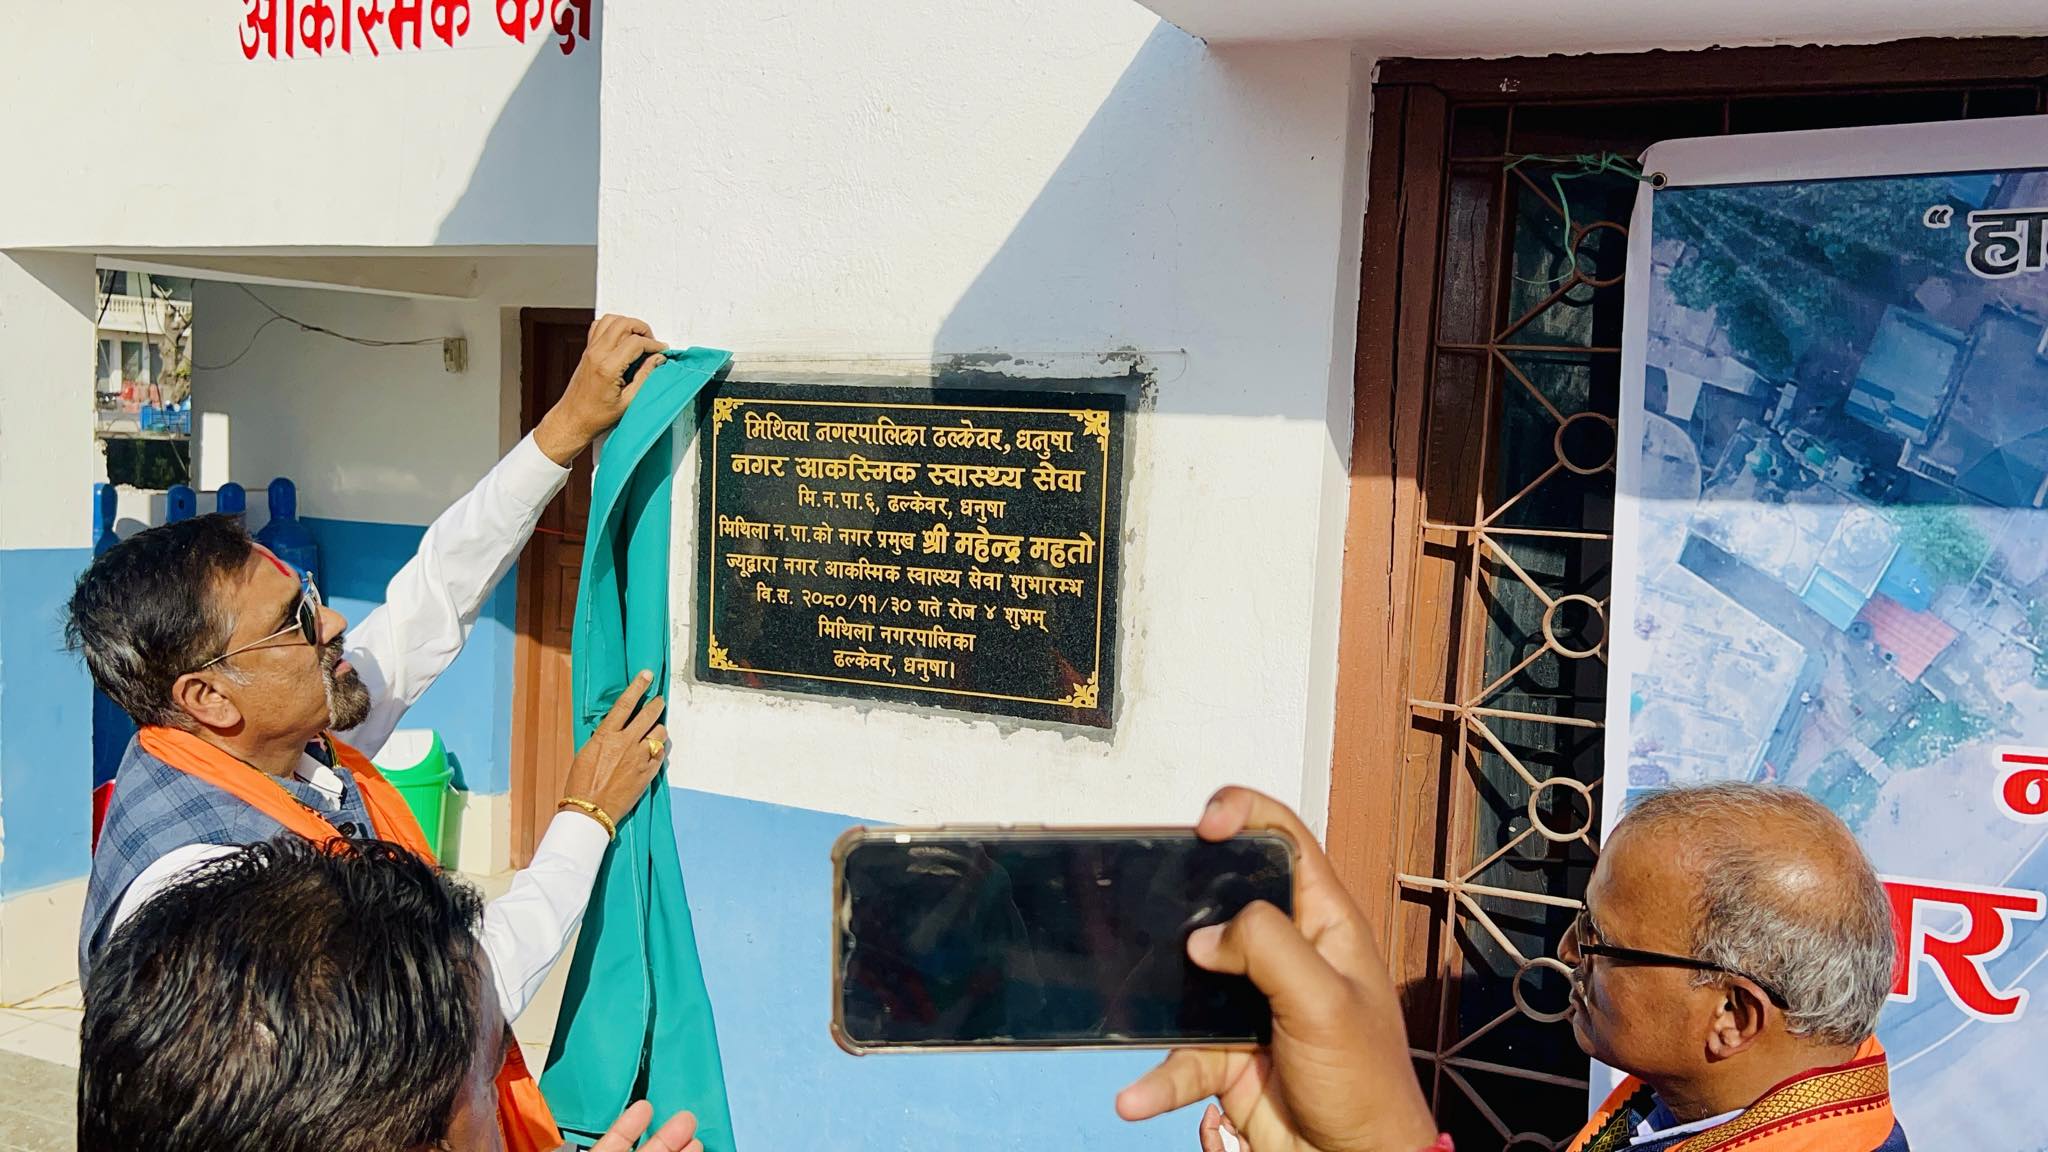 आकस्मिक कक्ष
मिथिला नगरपालिका ढल्केवर, धनुषा
नगर आकस्मिक स्वास्थ्य सेवा
मि.न.पा.६, ढल्केवर, धनुषा
मिथिला न.पा.को नगर प्रमुख श्री महेन्द्र महतो
ज्यूद्वारा नगर आकस्मिक स्वास्थ्य सेवा शुभारम्भ
वि.स. २०८०/११/३० गते रोज ४ शुभम्
मिथिला नगरपालिका
ढल्केवर, धनुषा।